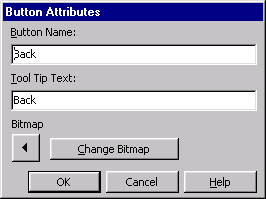 Button Attributes
Button Name:
Back
Tool Tip Text:
Back
Bitmap
Change Bitmap
OK Cancel Help